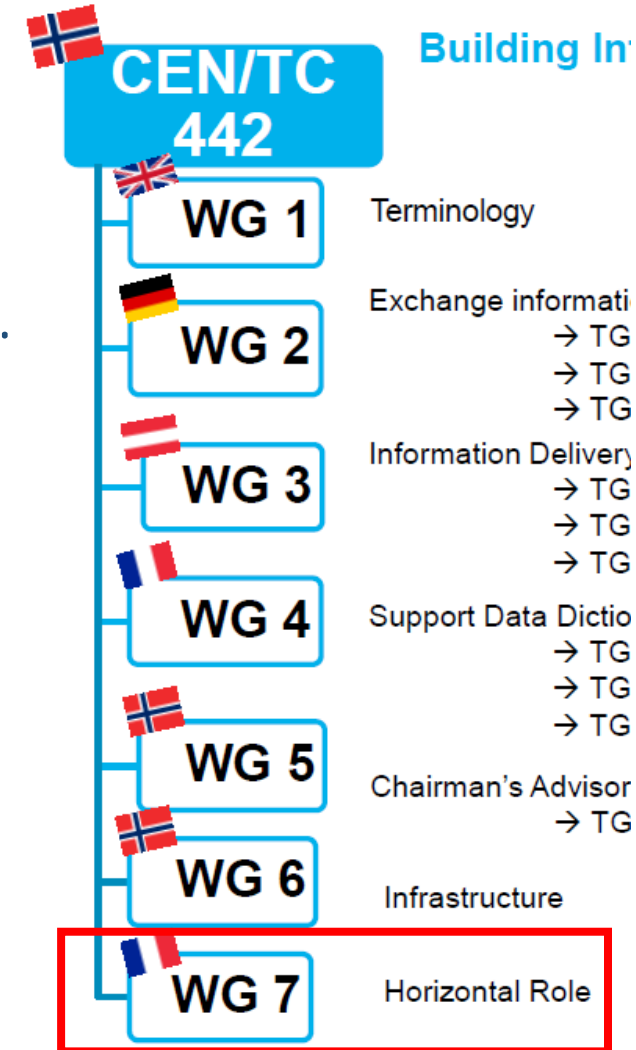 CEN/TC
442
Building In
WG 1
Terminology
WG 2
Exchange informati
→ TG
→ TG
→ TG
WG 3
Information Delivery
→ TG
→ TG
→ TG
WG 4
Support Data Dictio
→ TG
→ TG
→ TG
WG 5
Chairman's Advisor
→ TG
WG 6
Infrastructure
WG 7
Horizontal Role